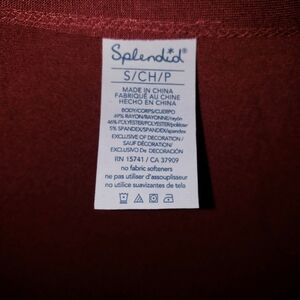 Splendid
S/CH/P
MADE IN CHINA
FABRIQUÉ AU CHINE
HECHO EN CHINA
BODY/CORPS/CUERPO
49% RAYON/RAYONNE/rayón
46% POLYESTER/POLYESTER/poliéster
5% SPANDEX/SPANDEX/spandex
EXCLUSIVE OF DECORATION /
SAUF DÉCORATION/
EXCLUSIVO De DECORACIÓN
RN 15741 / CA 37909
no fabric softeners
ne pas utiliser d'assouplisseur
no utilice suavizantes de tela